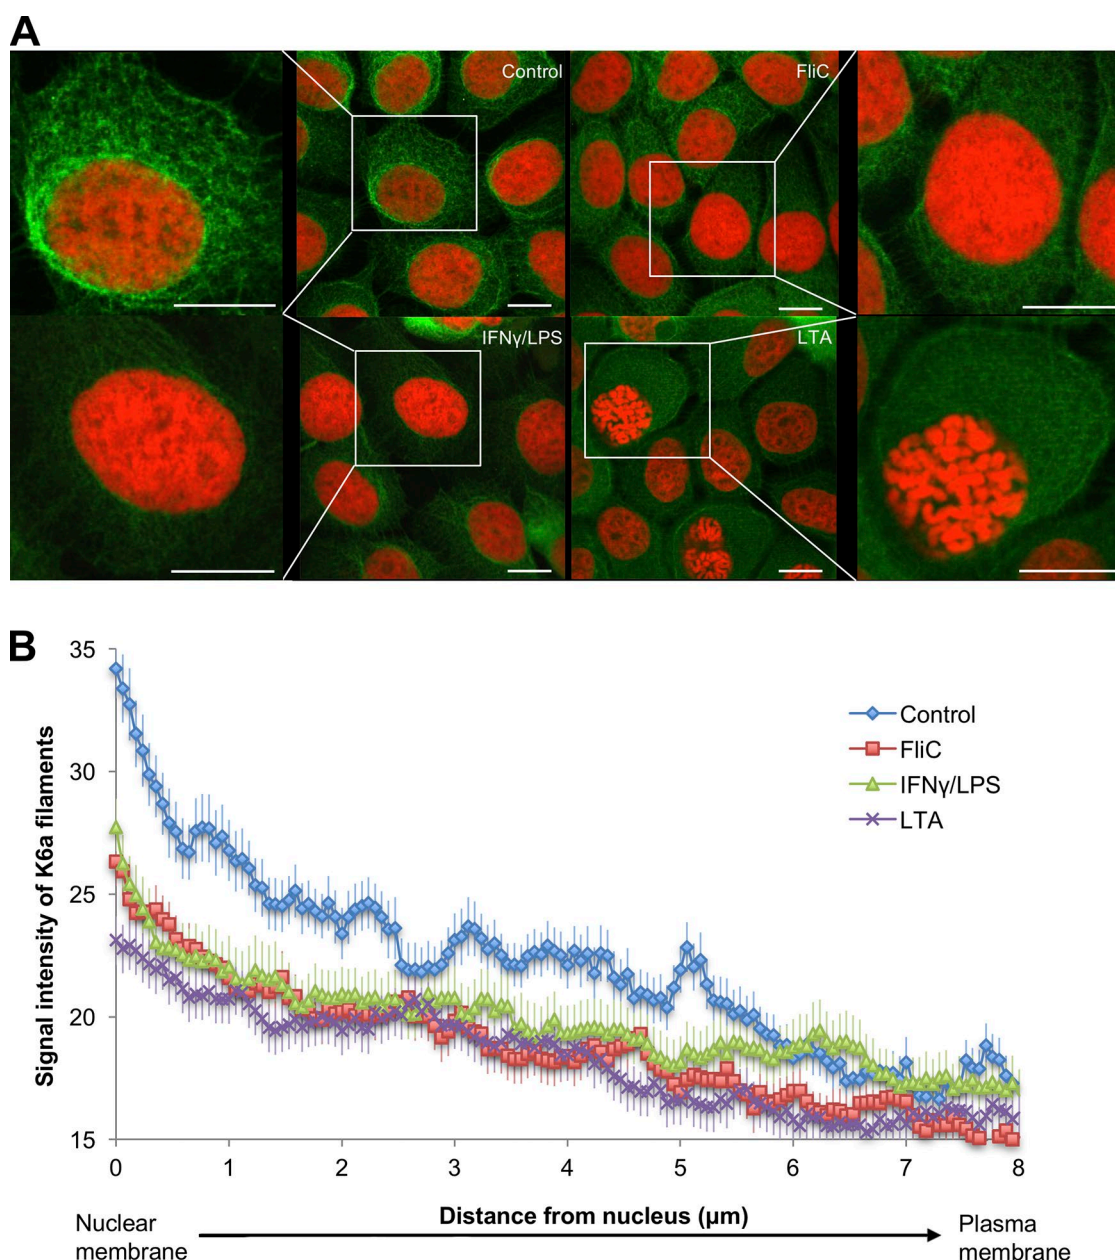 A
Control
FliC
IFNγ/LPS
LTA
B
Signal intensity of K6a filaments
35
30
25
20
15
Control
FliC
IFNγ/LPS
LTA
0 1 2 3 4 5 6 7 8
Distance from nucleus (μm)
Nuclear
membrane
Plasma
membrane